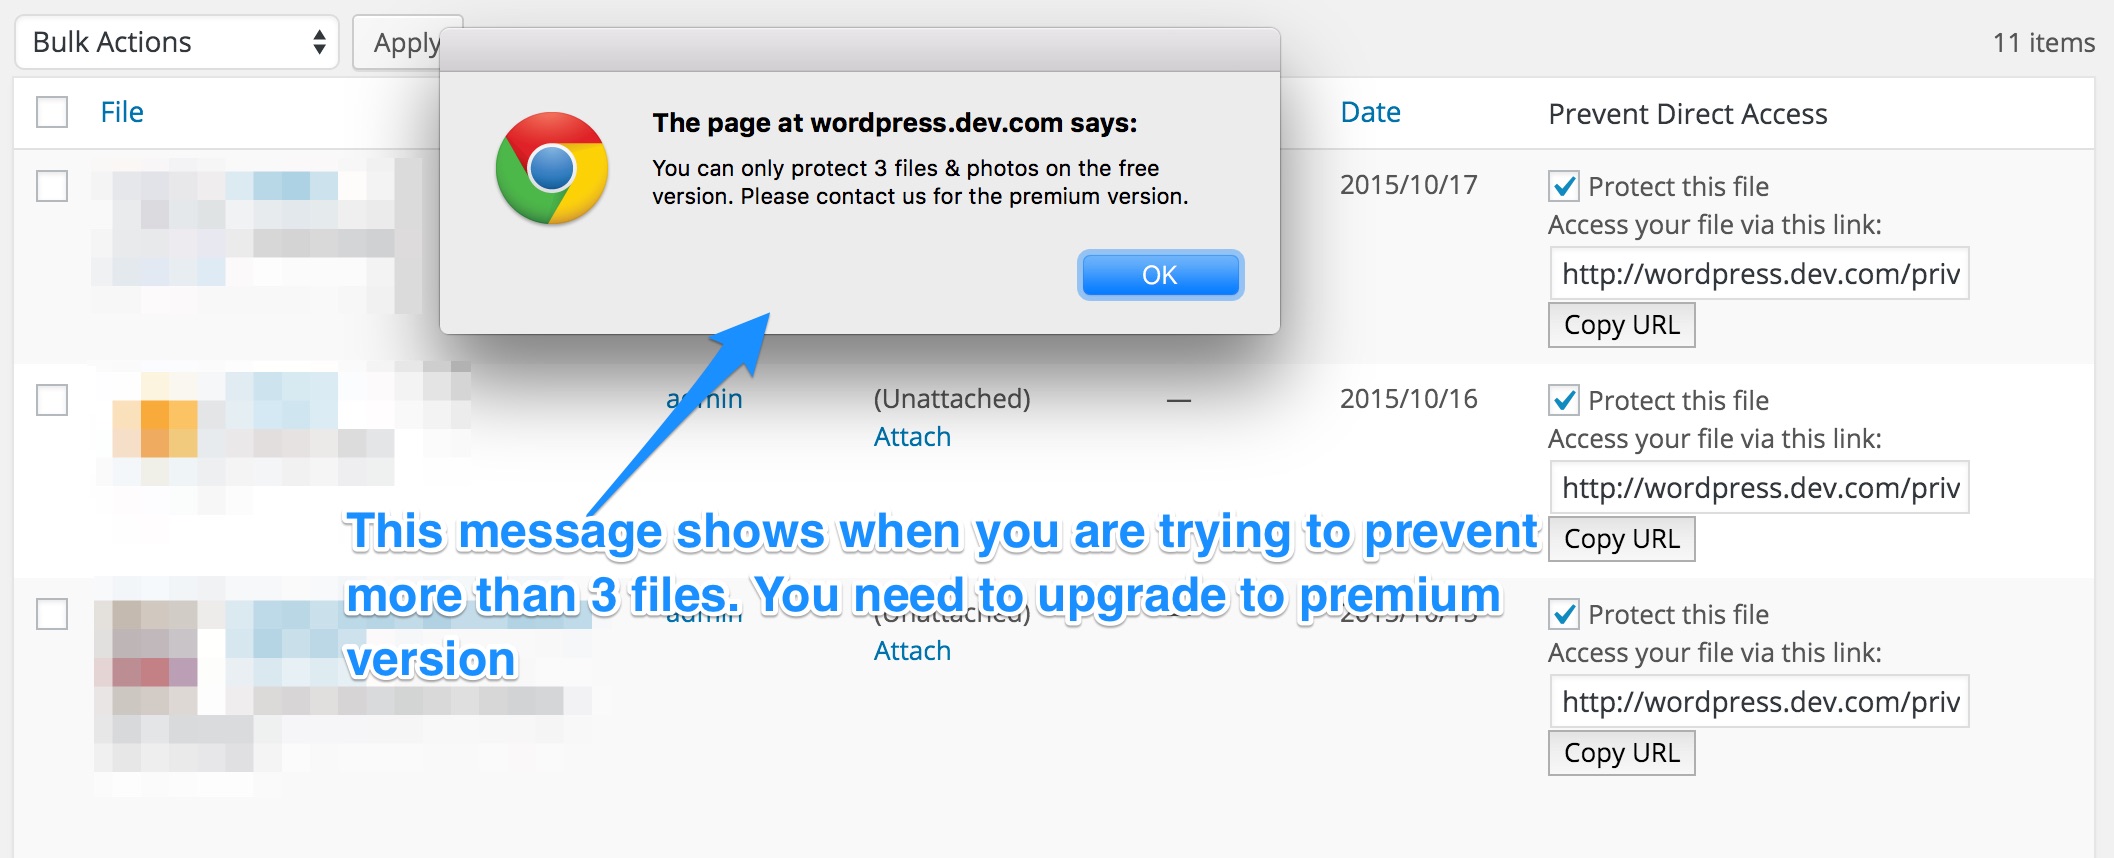 Bulk Actions
Apply
11 items
The page at wordpress.dev.com says:
You can only protect 3 files & photos on the free
version. Please contact us for the premium version.
OK
File
Date
Prevent Direct Access
2015/10/17
Protect this file
Access your file via this link:
http://wordpress.dev.com/priv
Copy URL
admin
(Unattached)
Attach
—
2015/10/16
Protect this file
Access your file via this link:
http://wordpress.dev.com/priv
Copy URL
This message shows when you are trying to prevent
more than 3 files. You need to upgrade to premium
version
admin
(Unattached)
Attach
Protect this file
Access your file via this link:
http://wordpress.dev.com/priv
Copy URL